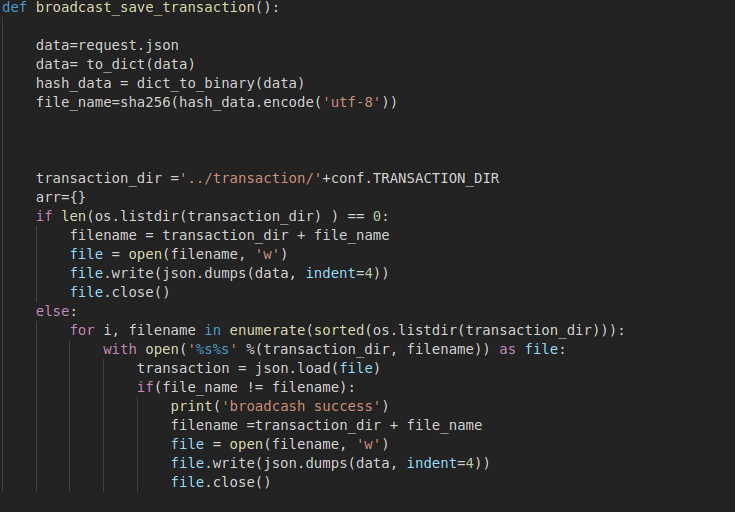 def broadcast_save_transaction():
data=request.json
data= to_dict(data)
hash_data = dict_to_binary(data)
file_name=sha256(hash_data.encode('utf-8'))
transaction_dir ='../transaction/'+conf.TRANSACTION_DIR
arr={}
if len(os.listdir(transaction_dir) ) == 0:
filename = transaction_dir + file_name
file = open(filename, 'w')
file.write(json.dumps(data, indent=4))
file.close()
else:
for i, filename in enumerate(sorted(os.listdir(transaction_dir))):
with open('%s%s' %(transaction_dir, filename)) as file:
transaction = json.load(file)
if(file_name != filename):
print('broadcash success')
filename =transaction_dir + file_name
file = open(filename, 'w')
file.write(json.dumps(data, indent=4))
file.close()